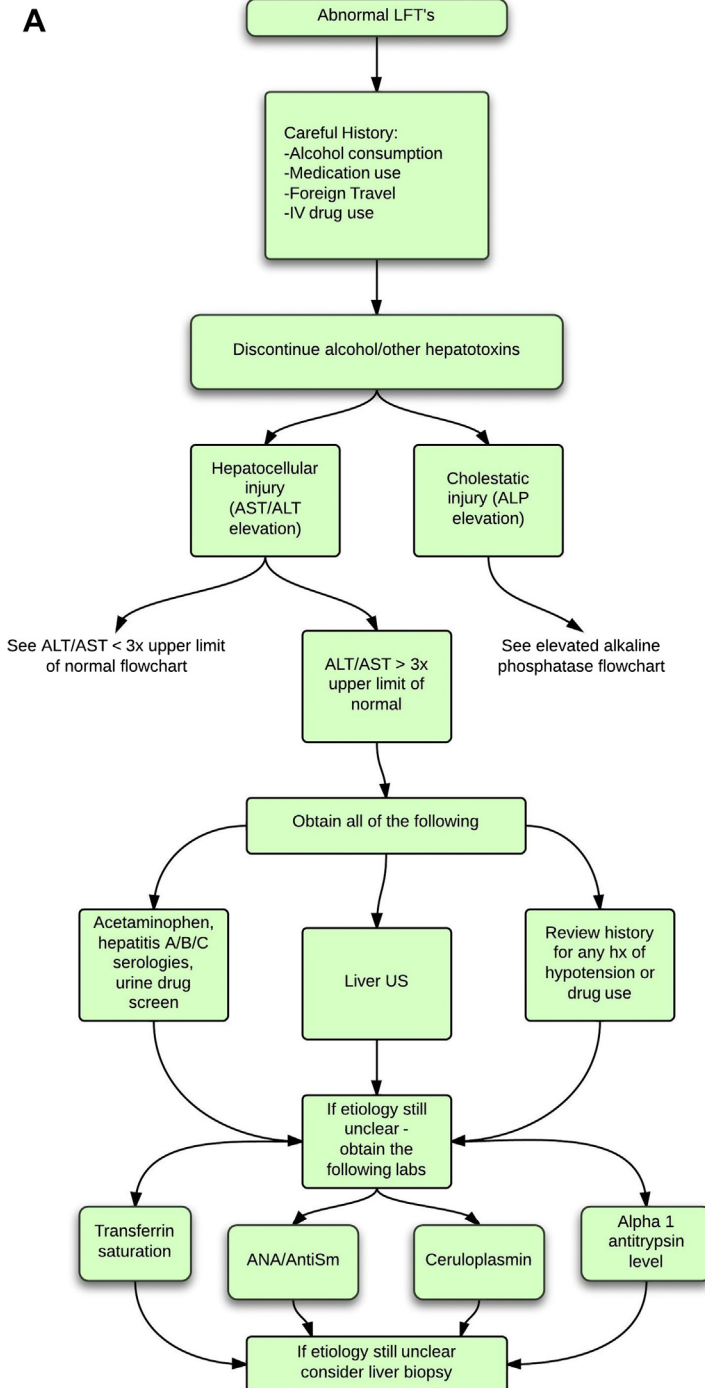 A
Abnormal LFT's
Careful History:
-Alcohol consumption
-Medication use
-Foreign Travel
-IV drug use
Discontinue alcohol/other hepatotoxins
Hepatocellular
injury
(AST/ALT
elevation)
Cholestatic
injury (ALP
elevation)
See ALT/AST < 3x upper limit
of normal flowchart
ALT/AST > 3x
upper limit of
normal
See elevated alkaline
phosphatase flowchart
Obtain all of the following
Acetaminophen,
hepatitis A/B/C
serologies,
urine drug
screen
Liver US
Review history
for any hx of
hypotension or
drug use
If etiology still
unclear -
obtain the
following labs
Transferrin
saturation
ANA/AntiSm
Ceruloplasmin
Alpha 1
antitrypsin
level
If etiology still unclear
consider liver biopsy